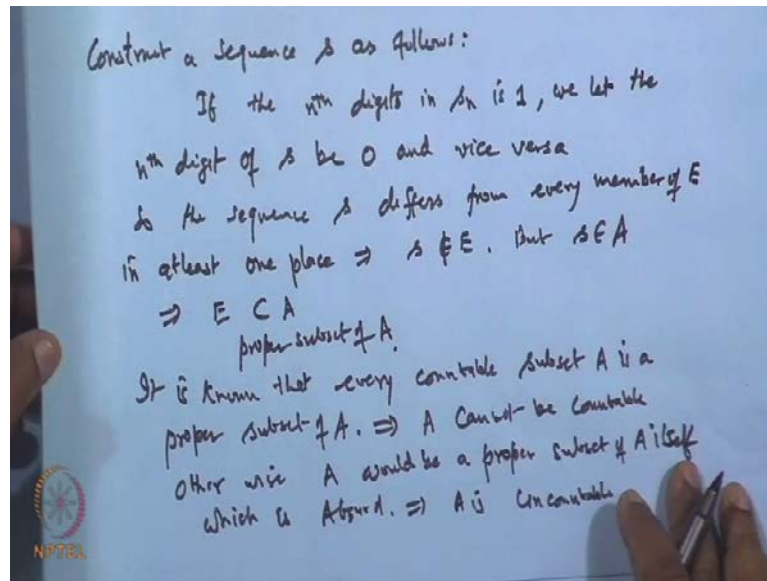 Construct a sequence s as follows:
If the nth digits in sn is 1, we let the
nth digit of s be 0 and vice versa
So the sequence s differs from every member of E
in atleast one place ⇒ s ∉ E. But s ∈ A
⇒ E ⊂ A
proper subset of A.
It is known that every countable subset A is a
proper subset of A. ⇒ A cannot be countable
other wise A would be a proper subset of A itself
which is Absurd. ⇒ A is Uncountable
NPTEL